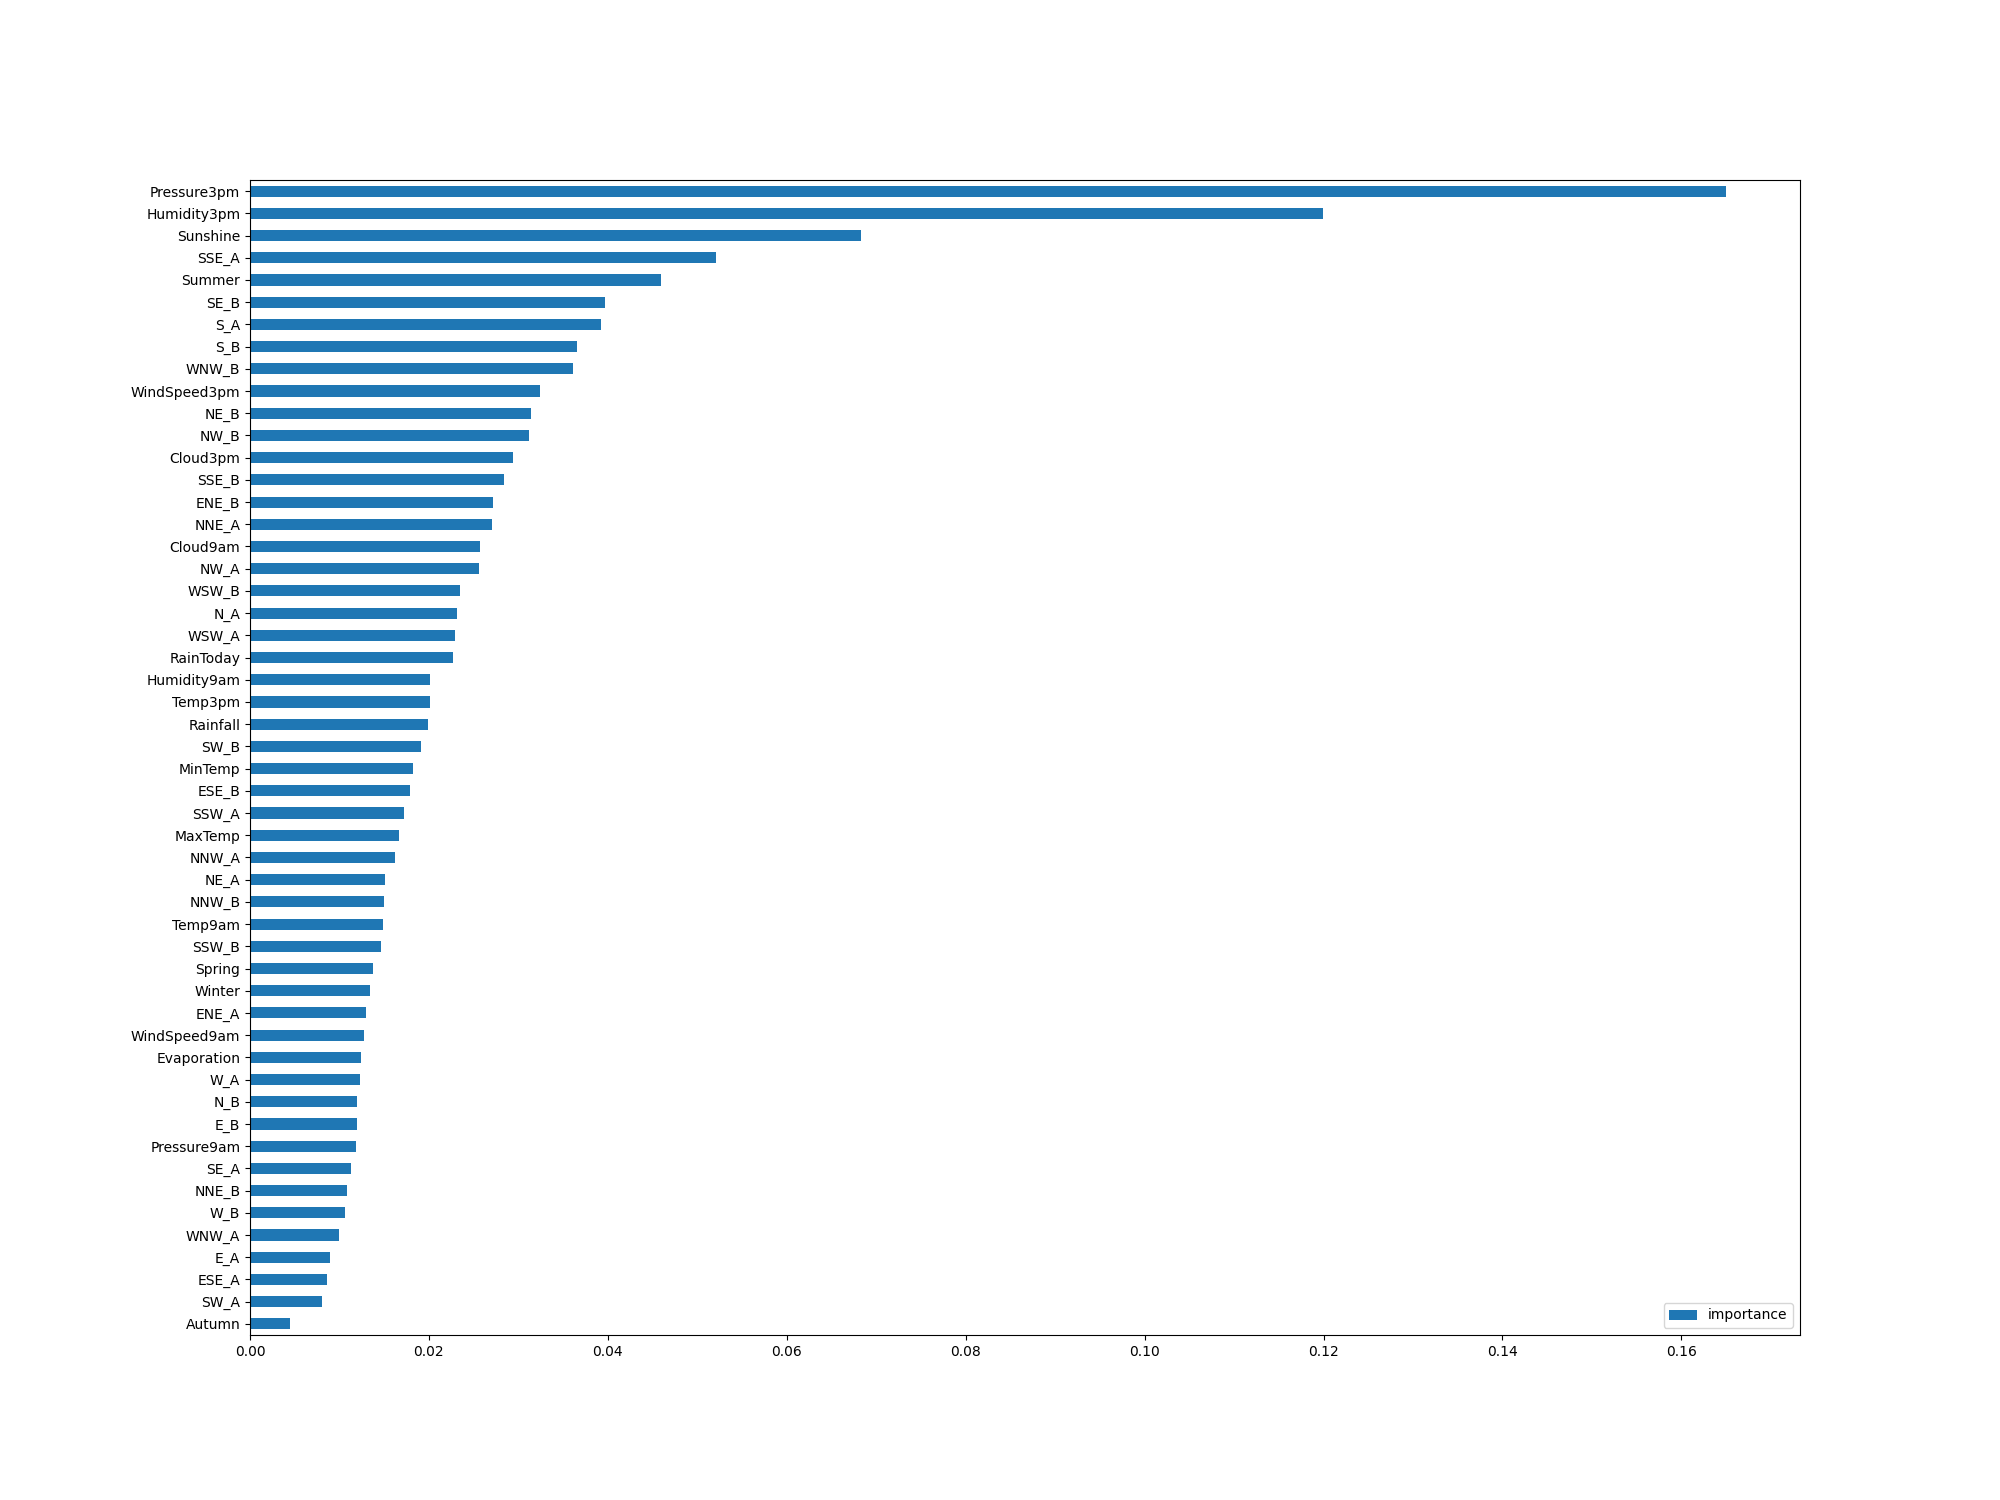 Pressure3pm
Humidity3pm
Sunshine
SSE_A
Summer
SE_B
S_A
S_B
WNW_B
WindSpeed3pm
NE_B
NW_B
Cloud3pm
SSE_B
ENE_B
NNE_A
Cloud9am
NW_A
WSW_B
N_A
WSW_A
RainToday
Humidity9am
Temp3pm
Rainfall
SW_B
MinTemp
ESE_B
SSW_A
MaxTemp
NNW_A
NE_A
NNW_B
Temp9am
SSW_B
Spring
Winter
ENE_A
WindSpeed9am
Evaporation
W_A
N_B
E_B
Pressure9am
SE_A
NNE_B
W_B
WNW_A
E_A
ESE_A
SW_A
Autumn
importance
0.00 0.02 0.04 0.06 0.08 0.10 0.12 0.14 0.16